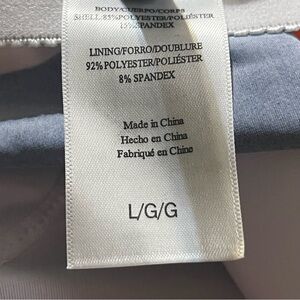 BODY/CUERPO/CORPS
SHELL: 85%POLYESTER/POLIÉSTER
15%SPANDEX
LINING/FORRO/DOUBLURE
92%POLYESTER/POLIÉSTER
8% SPANDEX
Made in China
Hecho en China
Fabriqué en Chine
L/G/G